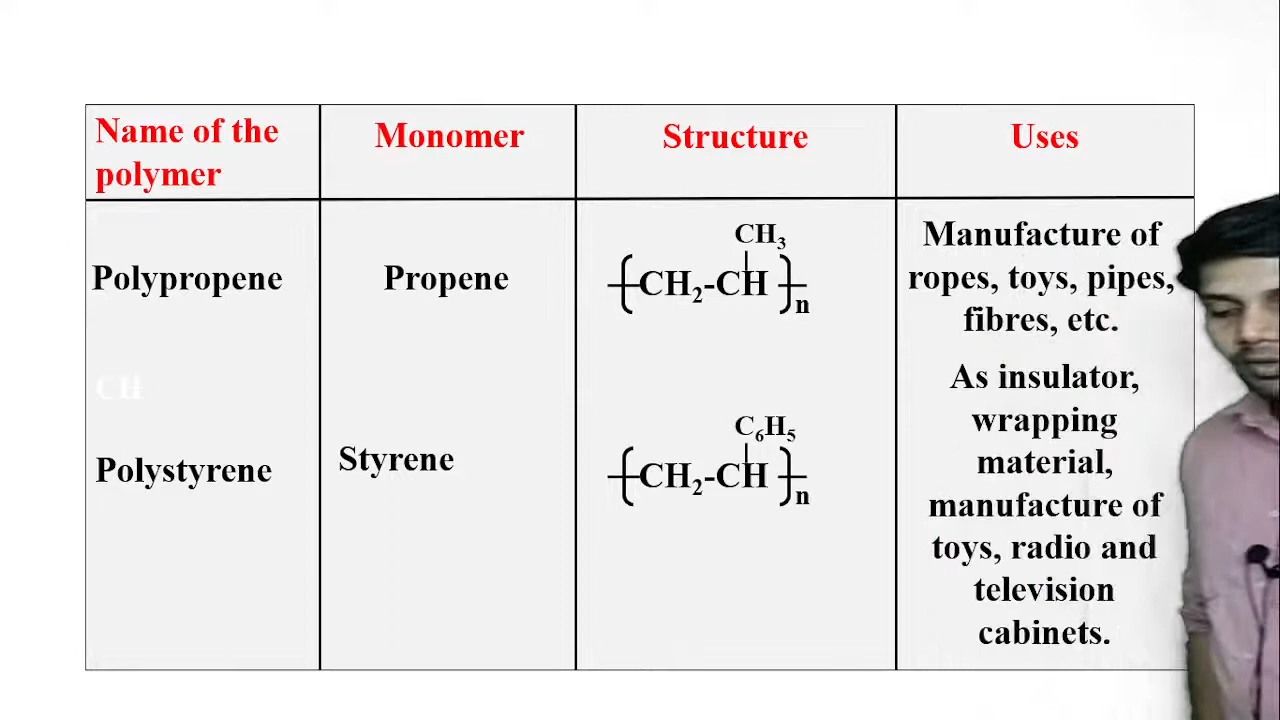 Name of the
polymer
Monomer
Structure
Uses
Polypropene
Propene
CH₃
-(CH₂-CH)-n
Manufacture of
ropes, toys, pipes,
fibres, etc.
CH
Polystyrene
Styrene
C₆H₅
-(CH₂-CH)-n
As insulator,
wrapping
material,
manufacture of
toys, radio and
television
cabinets.